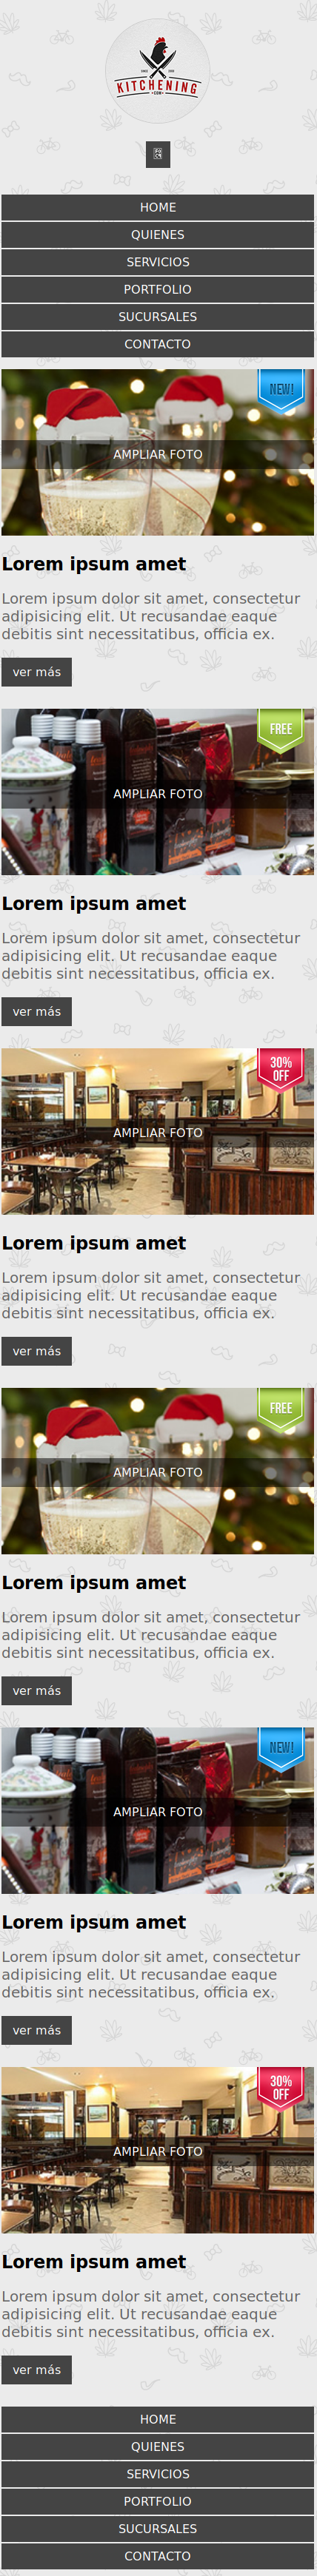 KITCHENING
.COM
HOME
QUIENES
SERVICIOS
PORTFOLIO
SUCURSALES
CONTACTO
NEW!
AMPLIAR FOTO
Lorem ipsum amet
Lorem ipsum dolor sit amet, consectetur
adipisicing elit. Ut recusandae eaque
debitis sint necessitatibus, officia ex.
ver más
FREE
AMPLIAR FOTO
Lorem ipsum amet
Lorem ipsum dolor sit amet, consectetur
adipisicing elit. Ut recusandae eaque
debitis sint necessitatibus, officia ex.
ver más
30%
OFF
AMPLIAR FOTO
Lorem ipsum amet
Lorem ipsum dolor sit amet, consectetur
adipisicing elit. Ut recusandae eaque
debitis sint necessitatibus, officia ex.
ver más
FREE
AMPLIAR FOTO
Lorem ipsum amet
Lorem ipsum dolor sit amet, consectetur
adipisicing elit. Ut recusandae eaque
debitis sint necessitatibus, officia ex.
ver más
NEW!
AMPLIAR FOTO
Lorem ipsum amet
Lorem ipsum dolor sit amet, consectetur
adipisicing elit. Ut recusandae eaque
debitis sint necessitatibus, officia ex.
ver más
30%
OFF
AMPLIAR FOTO
Lorem ipsum amet
Lorem ipsum dolor sit amet, consectetur
adipisicing elit. Ut recusandae eaque
debitis sint necessitatibus, officia ex.
ver más
HOME
QUIENES
SERVICIOS
PORTFOLIO
SUCURSALES
CONTACTO